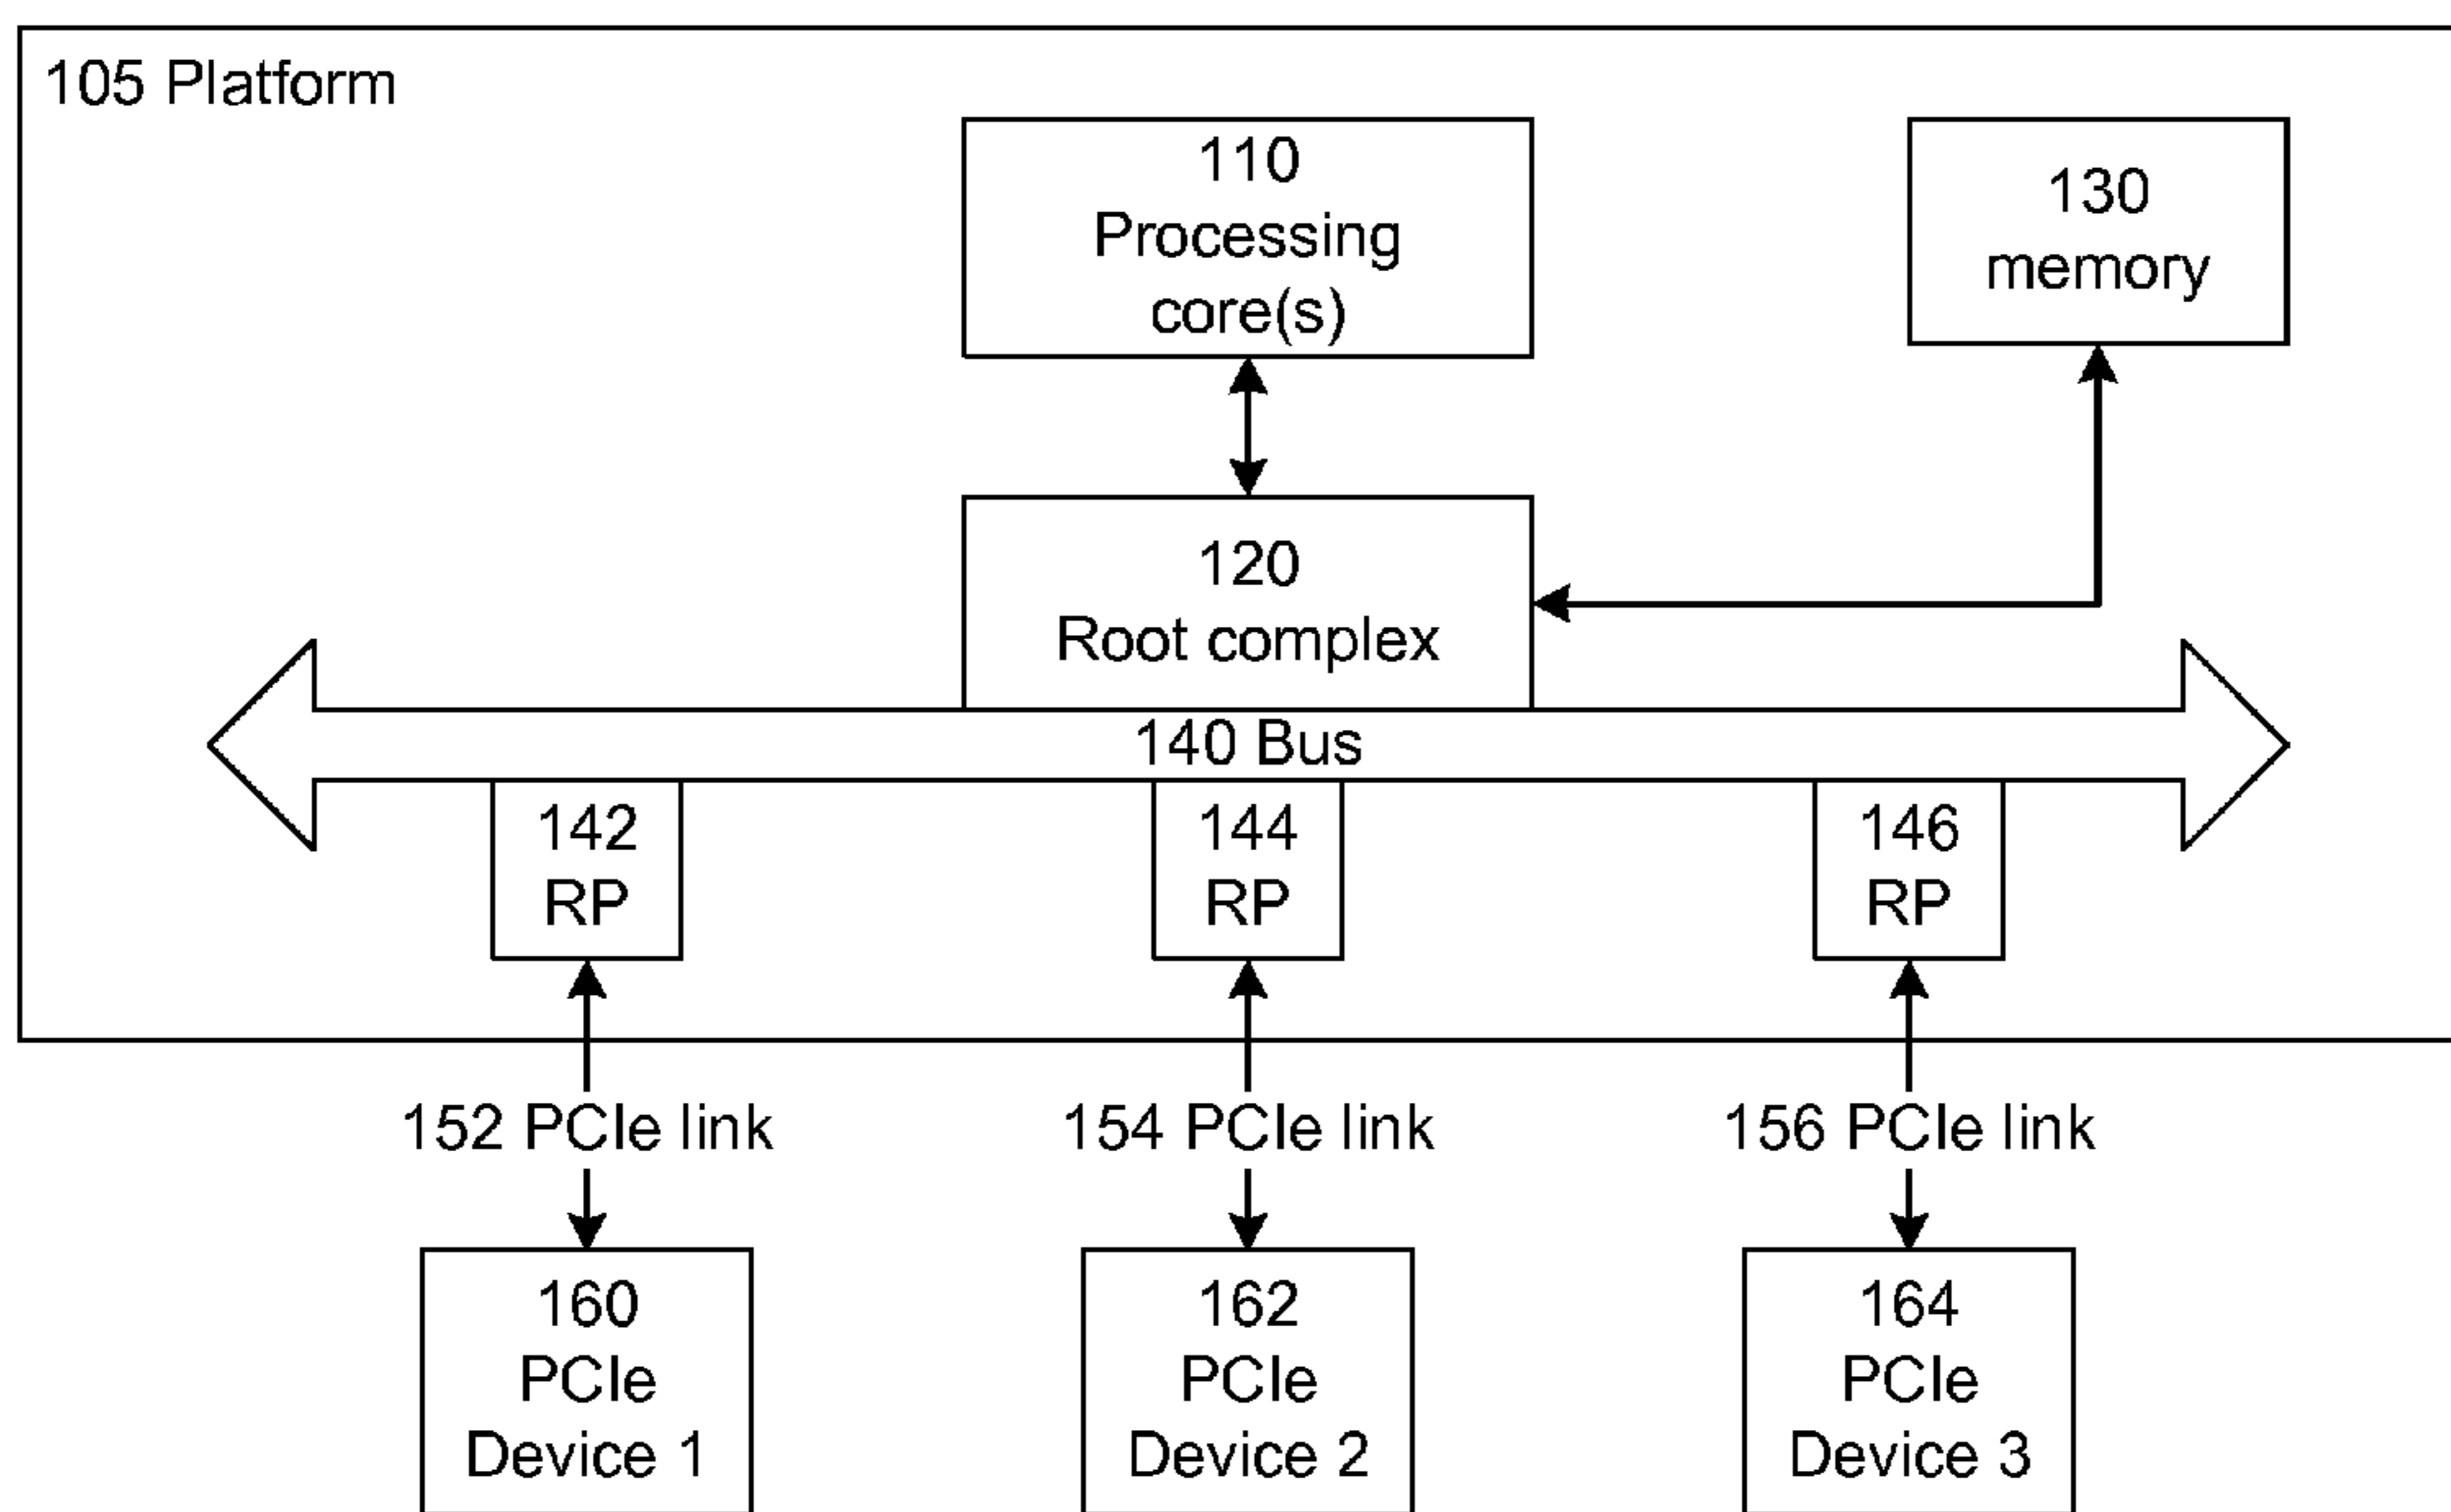 105 Platform
110
Processing
core(s)
130
memory
120
Root complex
140 Bus
142
RP
144
RP
146
RP
152 PCIe link
154 PCIe link
156 PCIe link
160
PCIe
Device 1
162
PCIe
Device 2
164
PCIe
Device 3